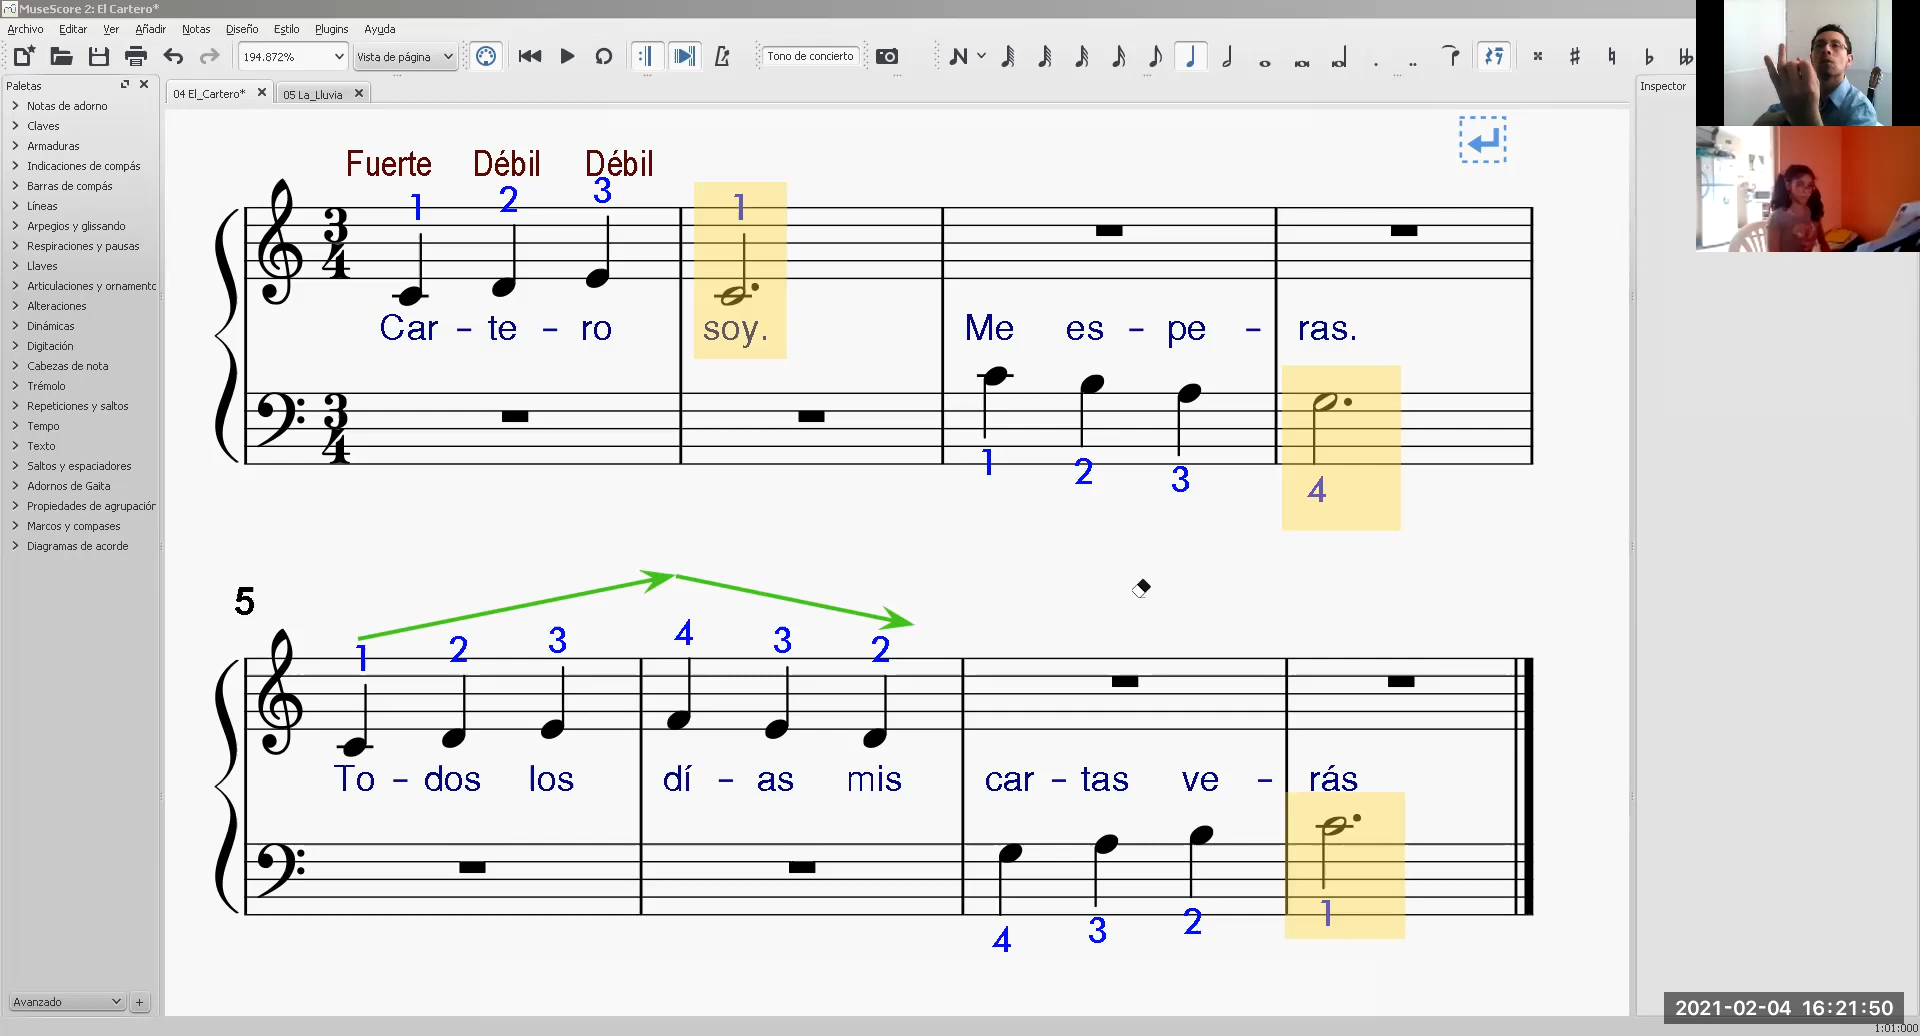 MuseScore 2: El Cartero*
Archivo Editar Ver Añadir Notas Diseño Estilo Plugins Ayuda
194.872% Vista de página Tono de concierto
Paletas
04 El_Cartero* 05 La_Lluvia
Inspector
Notas de adorno
Claves
Armaduras
Indicaciones de compás
Barras de compás
Líneas
Arpegios y glissando
Respiraciones y pausas
Llaves
Articulaciones y ornamento
Alteraciones
Dinámicas
Digitación
Cabezas de nota
Trémolo
Repeticiones y saltos
Tempo
Texto
Saltos y espaciadores
Adornos de Gaita
Propiedades de agrupación
Marcos y compases
Diagramas de acorde
Avanzado +
Fuerte Débil Débil
1 2 3 1
3
4
Car - te - ro soy. Me es - pe - ras.
3
4
1 2 3 4
5
1 2 3 4 3 2
To - dos los dí - as mis car - tas ve - rás
4 3 2 1
2021-02-04 16:21:50
1:01:000